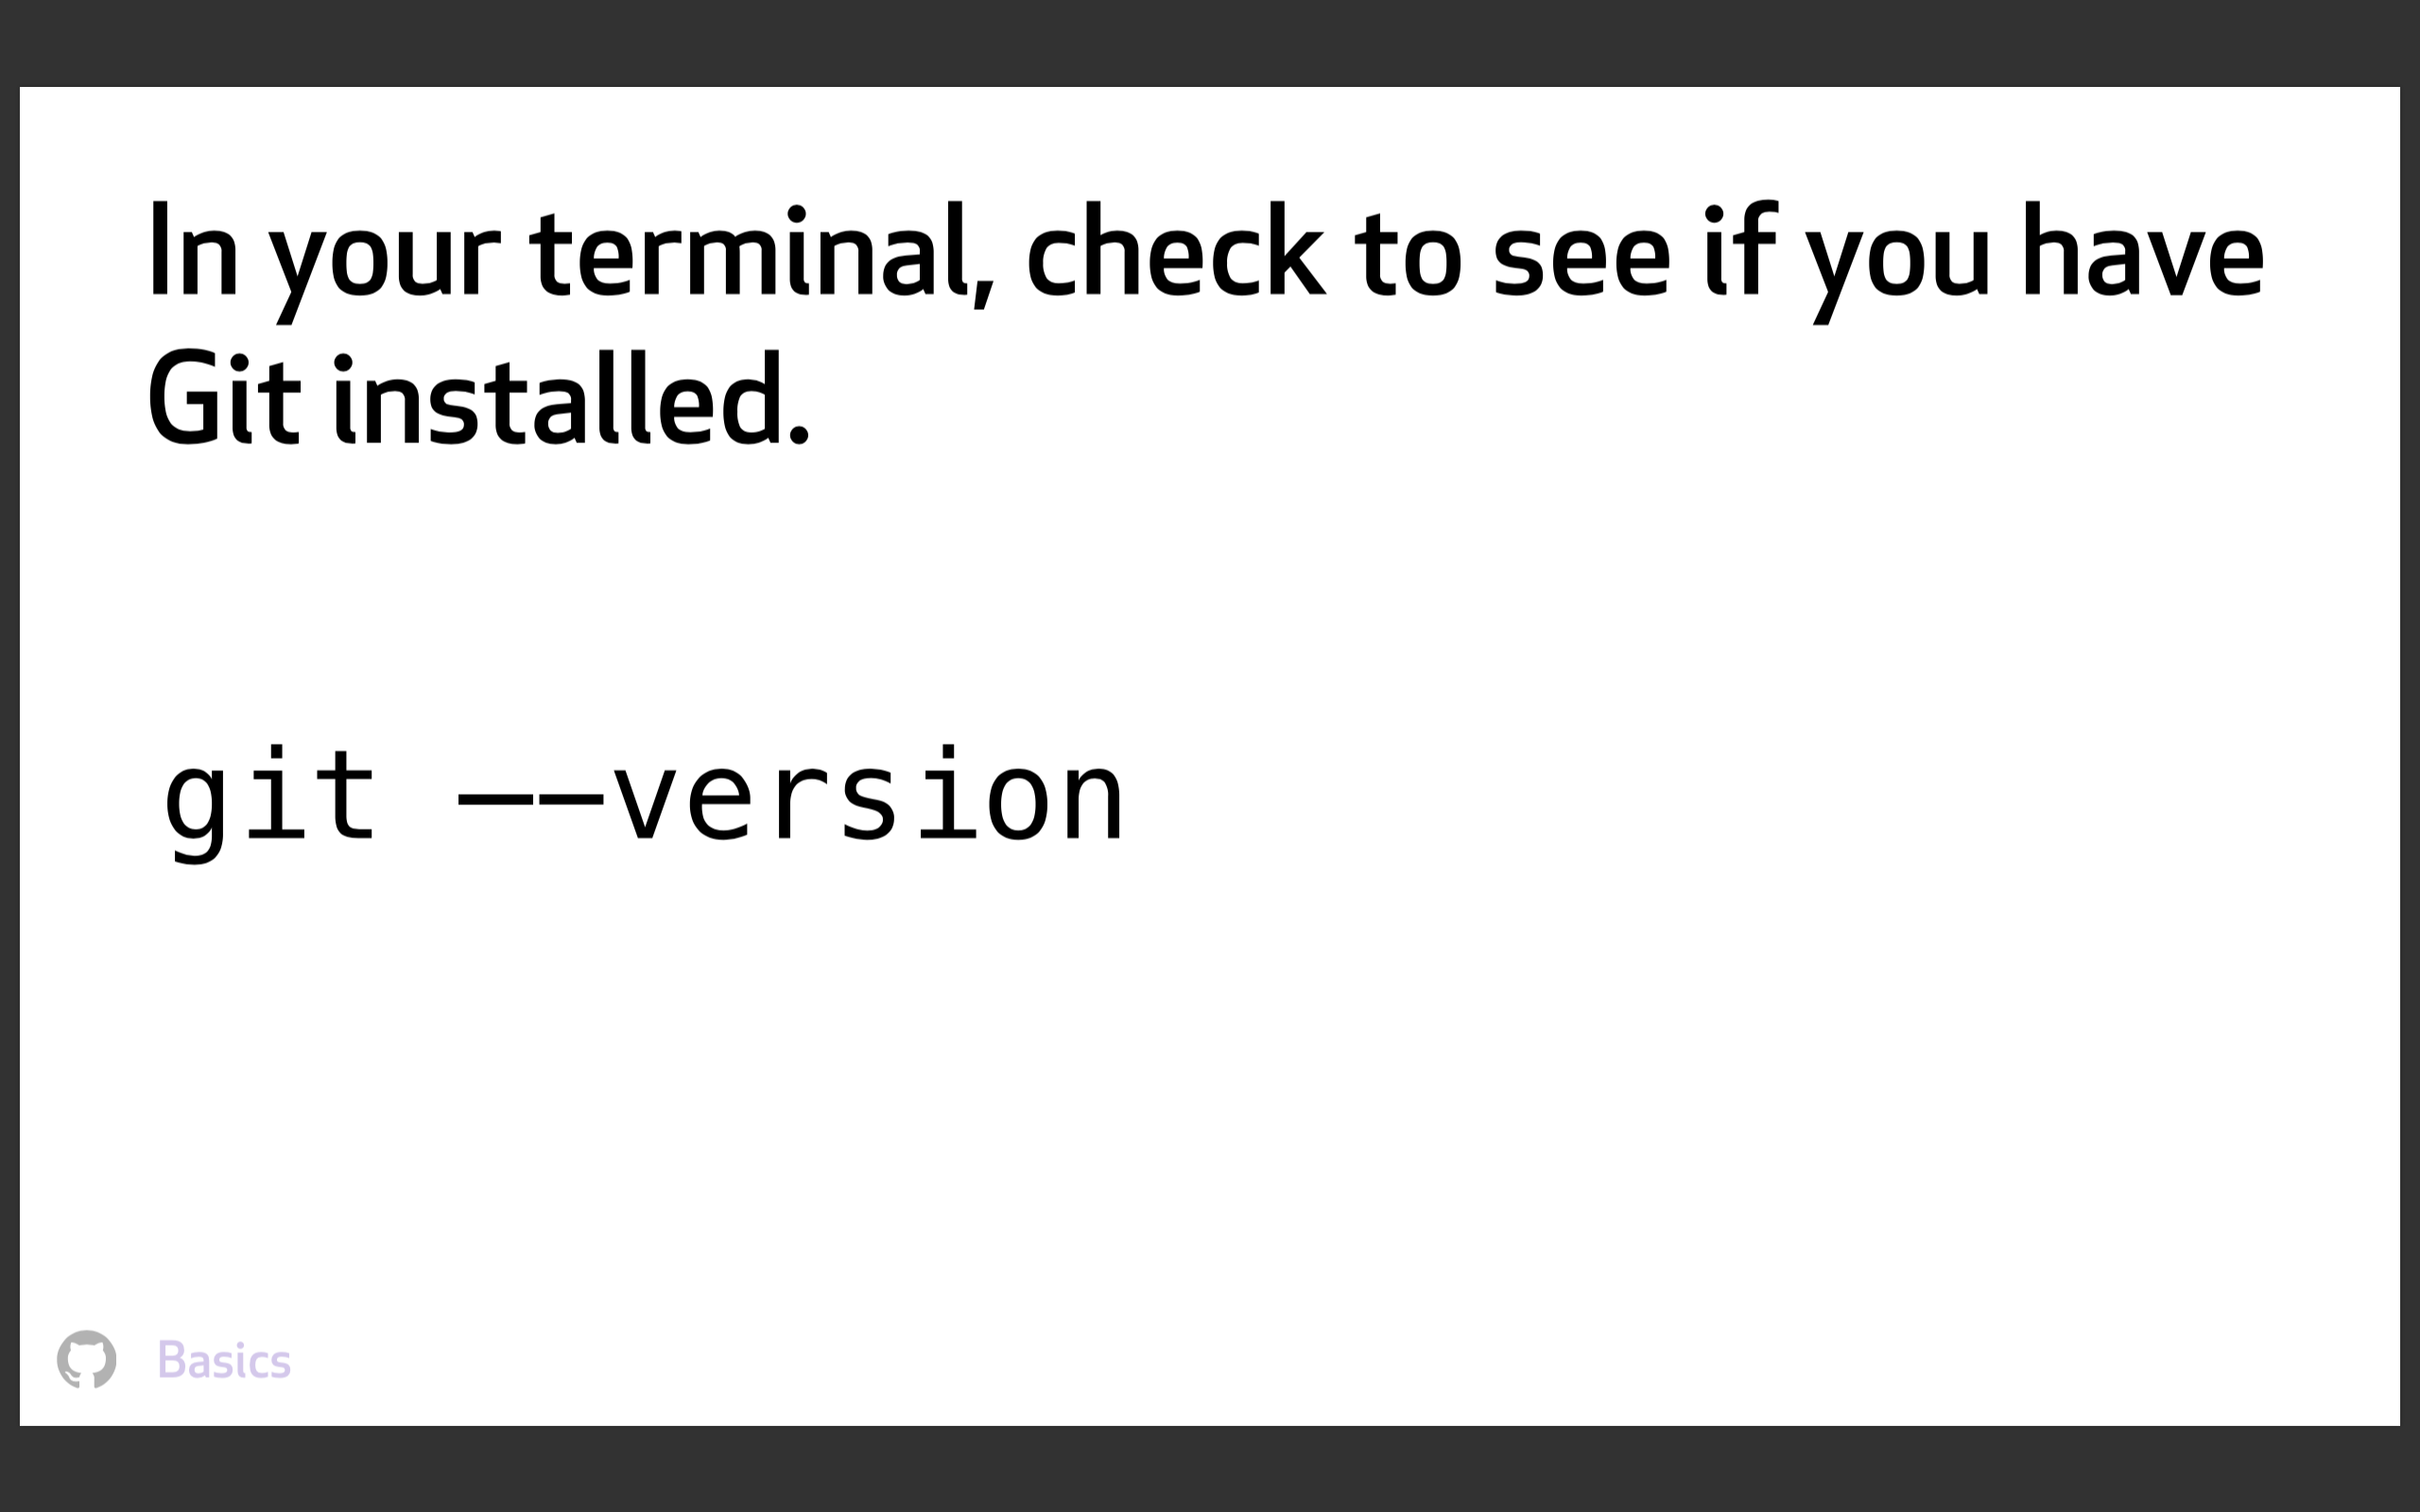 In your terminal, check to see if you have
Git installed.
git ——version
Basics